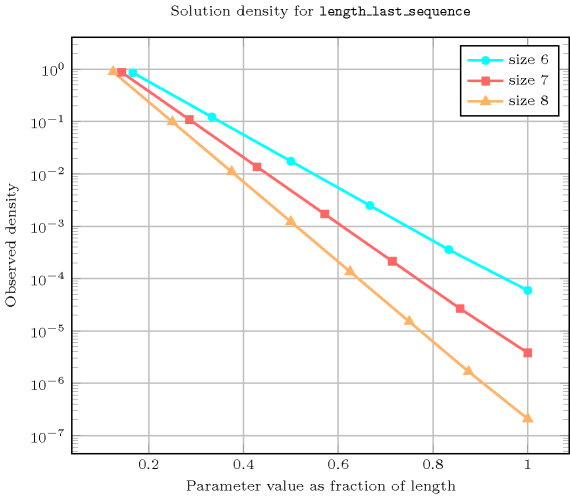 Solution density for length_last_sequence
size 6
size 7
size 8
10^0
10^−1
10^−2
10^−3
10^−4
10^−5
10^−6
10^−7
Observed density
0.2 0.4 0.6 0.8 1
Parameter value as fraction of length